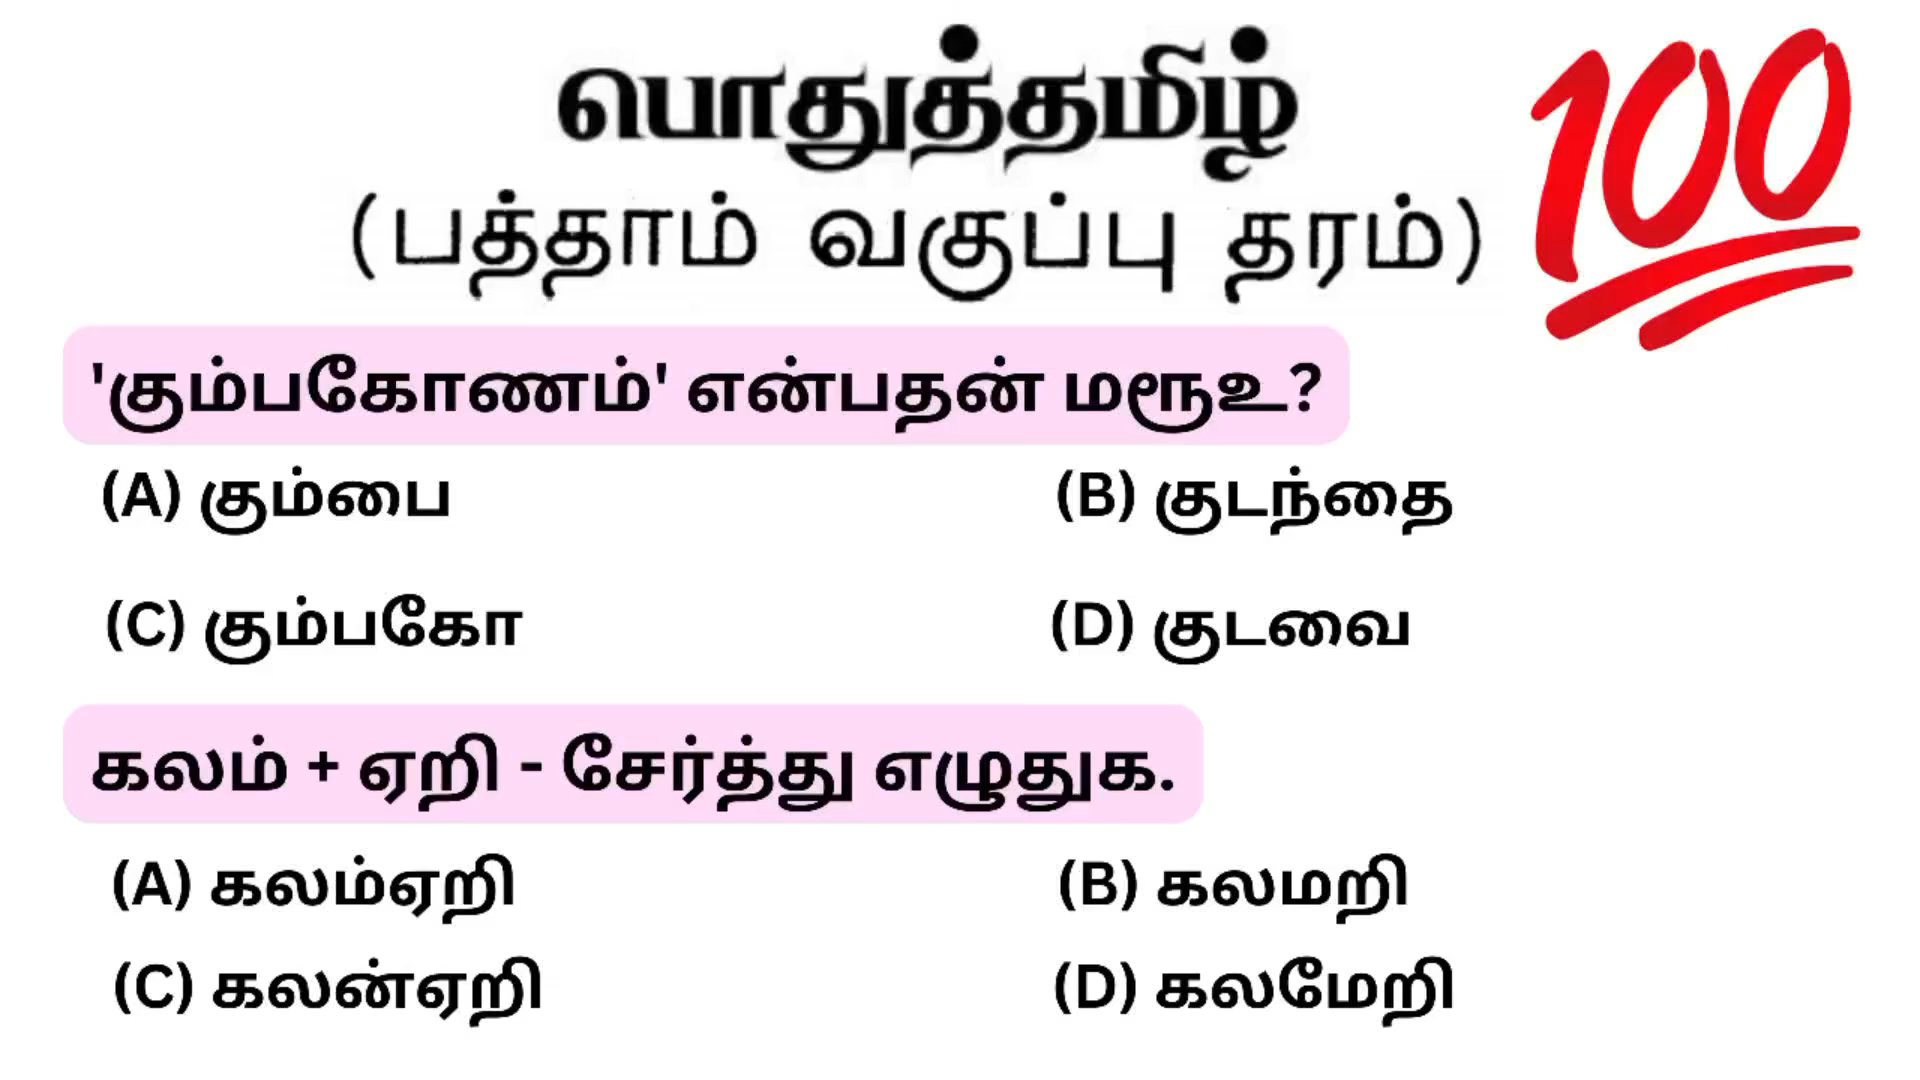 பொதுத்தமிழ்
100
(பத்தாம் வகுப்பு தரம்)
'கும்பகோணம்' என்பதன் மரூஉ?
(A) கும்பை
(B) குடந்தை
(C) கும்பகோ
(D) குடவை
கலம் + ஏறி - சேர்த்து எழுதுக.
(A) கலம்ஏறி
(B) கலமறி
(C) கலன்ஏறி
(D) கலமேறி